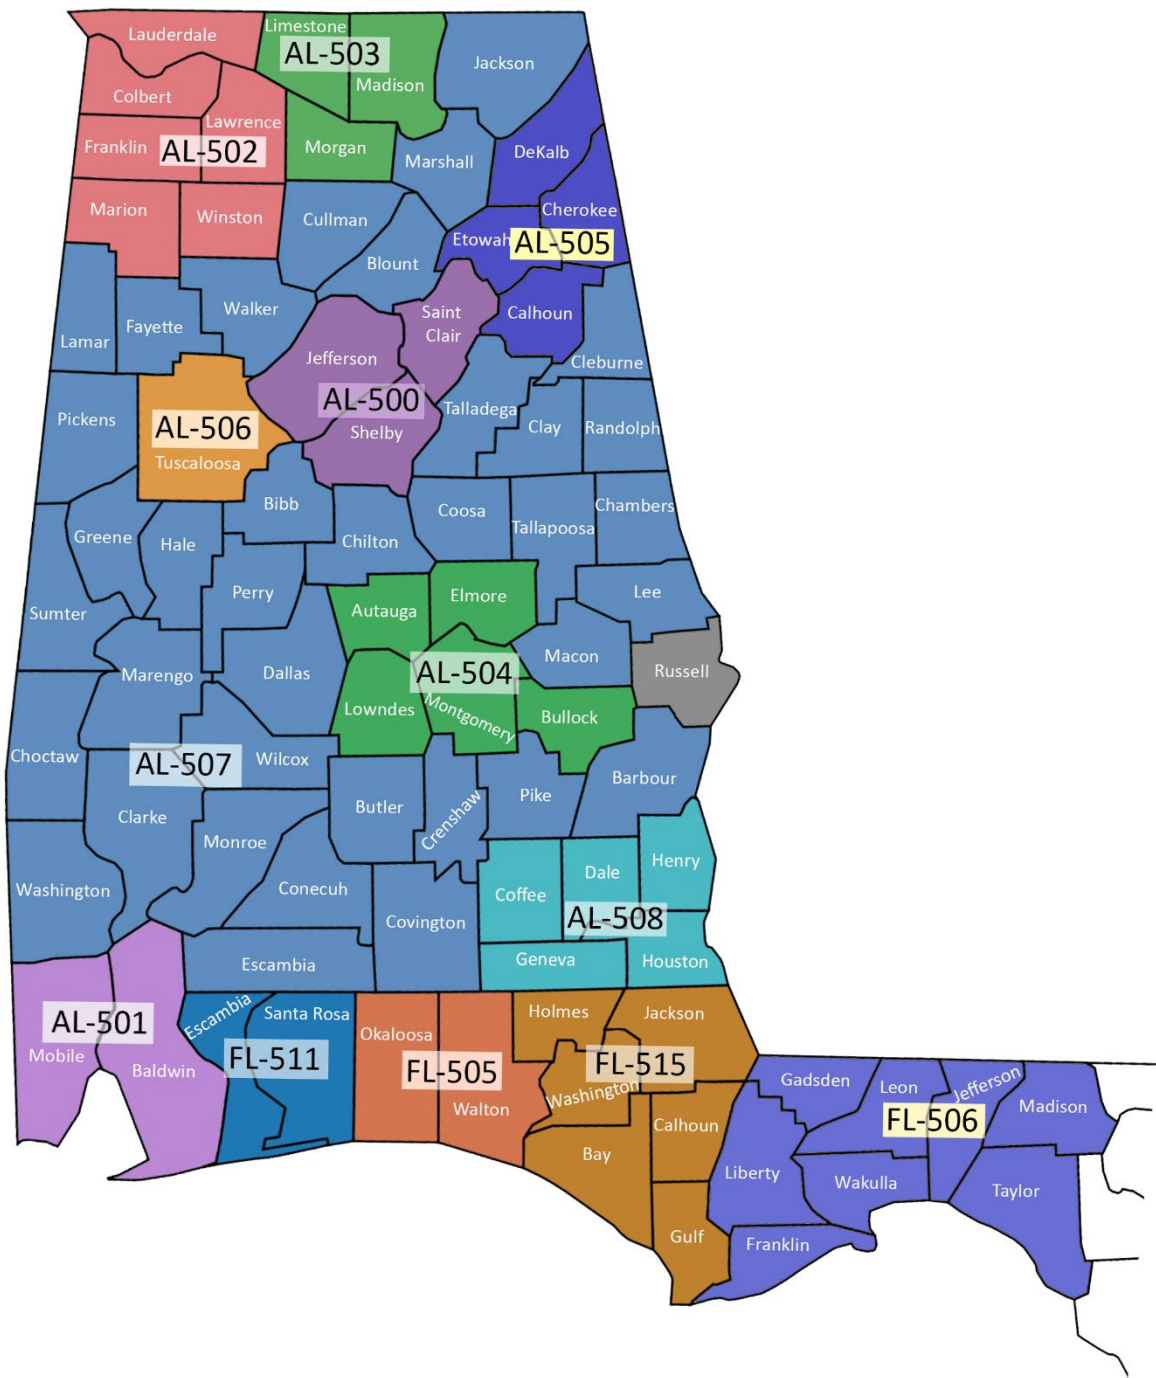 Lauderdale
Limestone
AL-503
Madison
Jackson
Colbert
Lawrence
Franklin
AL-502
Morgan
Marshall
DeKalb
Marion
Winston
Cullman
Blount
Etowah
Cherokee
AL-505
Lamar
Fayette
Walker
Saint
Clair
Calhoun
Jefferson
Cleburne
AL-500
Pickens
AL-506
Tuscaloosa
Shelby
Talladega
Clay
Randolph
Bibb
Greene
Hale
Chilton
Coosa
Tallapoosa
Chambers
Sumter
Perry
Autauga
Elmore
Lee
Marengo
Dallas
AL-504
Macon
Russell
Lowndes
Montgomery
Bullock
Choctaw
AL-507
Wilcox
Clarke
Butler
Crenshaw
Pike
Barbour
Monroe
Washington
Conecuh
Covington
Coffee
Dale
Henry
AL-508
Escambia
Geneva
Houston
AL-501
Mobile
Baldwin
Escambia
Santa Rosa
FL-511
Okaloosa
FL-505
Walton
Holmes
Jackson
FL-515
Washington
Calhoun
Bay
Gulf
Gadsden
Leon
Jefferson
FL-506
Madison
Liberty
Wakulla
Taylor
Franklin